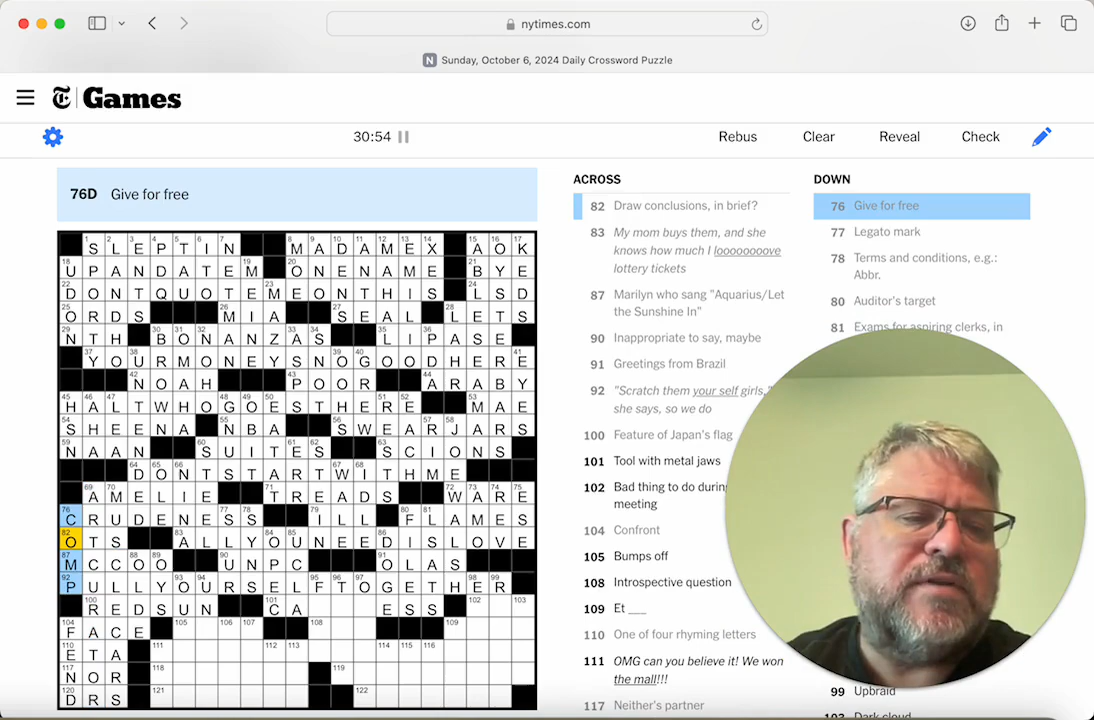 nytimes.com
N Sunday, October 6, 2024 Daily Crossword Puzzle
T Games
30:54
Rebus
Clear
Reveal
Check
76D Give for free
SLEPTIN MADAMEX AOK
UPANDATEM ONENAME BYE
DONTQUOTEMEONTHIS LSD
ORDS MIA SEAL LETS
NTH BONANZAS LIPASE
YOURMONEYSNOGOODHERE
NOAH POOR ARABY
HALTWHOGOESTHERE MAE
SHEENA NBA SWEARJARS
NAAN SUITES SCIONS
DONTSTARTWITHME
AMELIE TREADS WARE
CRUDENESS ILL FLAMES
OTS ALLYOUNEEDISLOVE
MCCOO UNPC OLAS
PULLYOURSELFTOGETHER
REDSUN CA ESS
FACE
ETA
NOR
DRS
ACROSS
82 Draw conclusions, in brief?
83 My mom buys them, and she
knows how much I looooooove
lottery tickets
87 Marilyn who sang "Aquarius/Let
the Sunshine In"
90 Inappropriate to say, maybe
91 Greetings from Brazil
92 "Scratch them your self girls,"
she says, so we do
100 Feature of Japan's flag
101 Tool with metal jaws
102 Bad thing to do during
meeting
104 Confront
105 Bumps off
108 Introspective question
109 Et ___
110 One of four rhyming letters
111 OMG can you believe it! We won
the mall!!!
117 Neither's partner
DOWN
76 Give for free
77 Legato mark
78 Terms and conditions, e.g.:
Abbr.
80 Auditor's target
81 Exams for aspiring clerks, in
99 Upbraid
103 Dark cloud